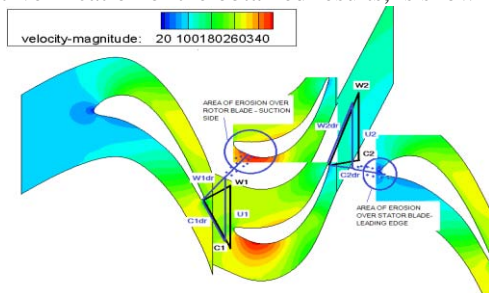 velocity-magnitude: 20 100180260340
AREA OF EROSION OVER
ROTOR BLADE - SUCTION
SIDE
W2
W2dr
U2
C2
C2dr
W1dr
W1
U1
C1dr
C1
AREA OF EROSION
OVER STATOR BLADE-
LEADING EDGE